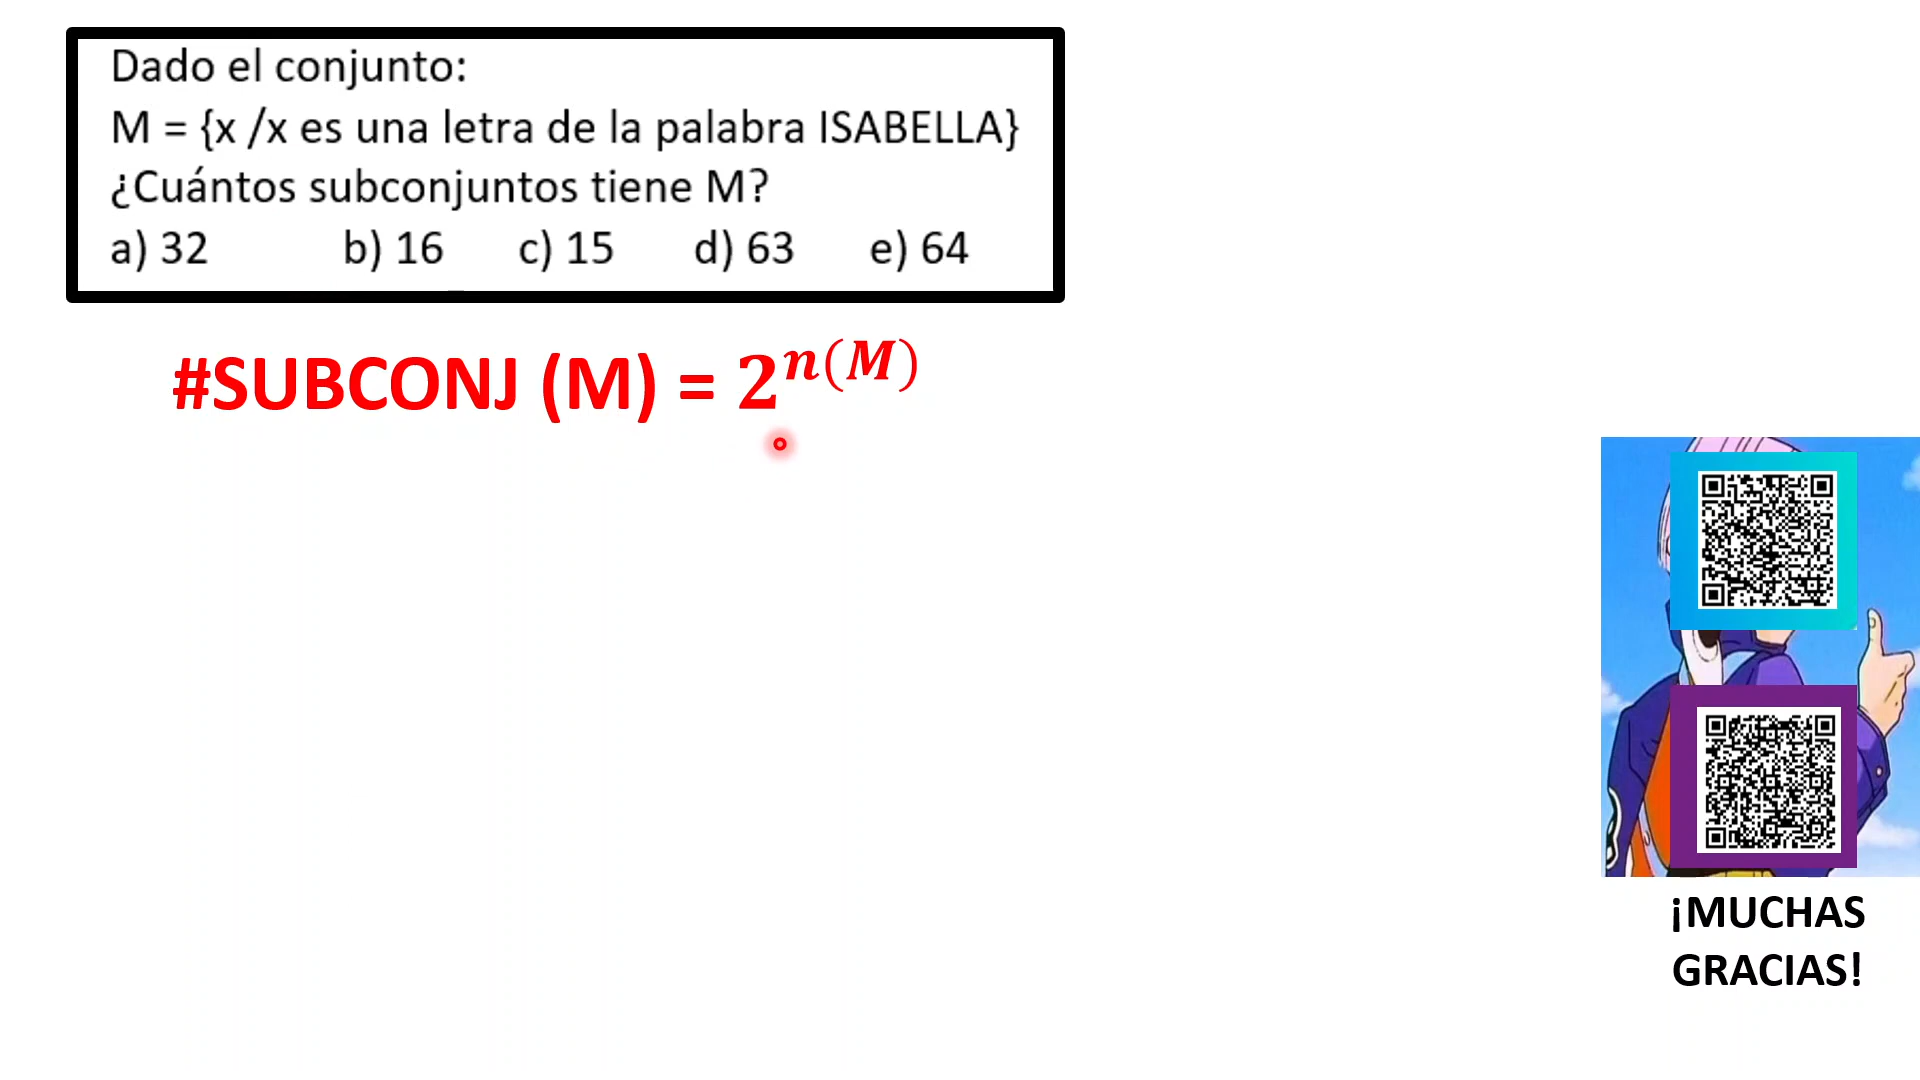 Dado el conjunto:
M = {x /x es una letra de la palabra ISABELLA}
¿Cuántos subconjuntos tiene M?
a) 32 b) 16 c) 15 d) 63 e) 64
#SUBCONJ (M) = 2^{n(M)}
¡MUCHAS
GRACIAS!